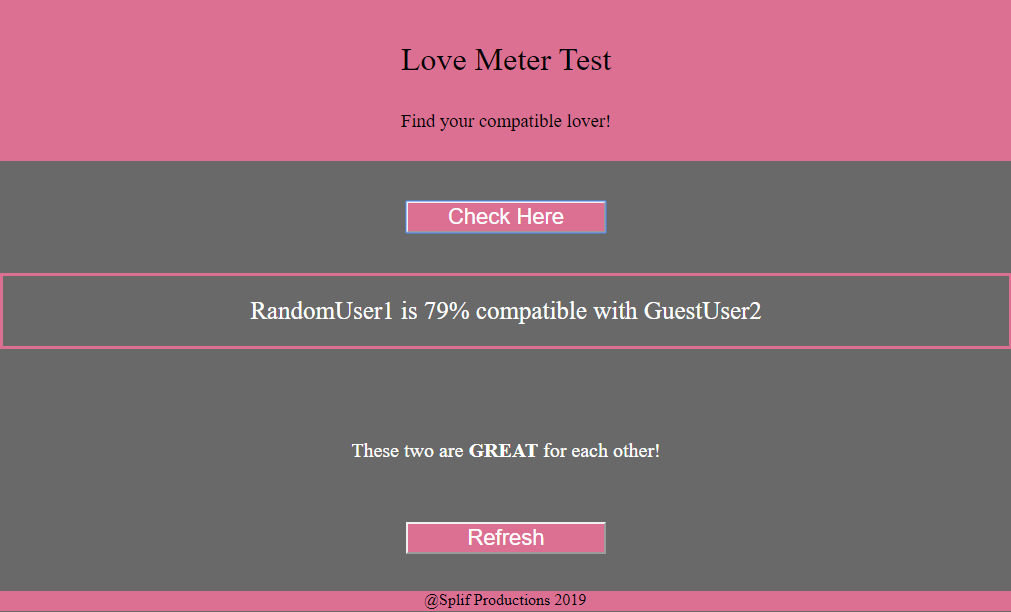 Love Meter Test
Find your compatible lover!
Check Here
RandomUser1 is 79% compatible with GuestUser2
These two are GREAT for each other!
Refresh
@Splif Productions 2019